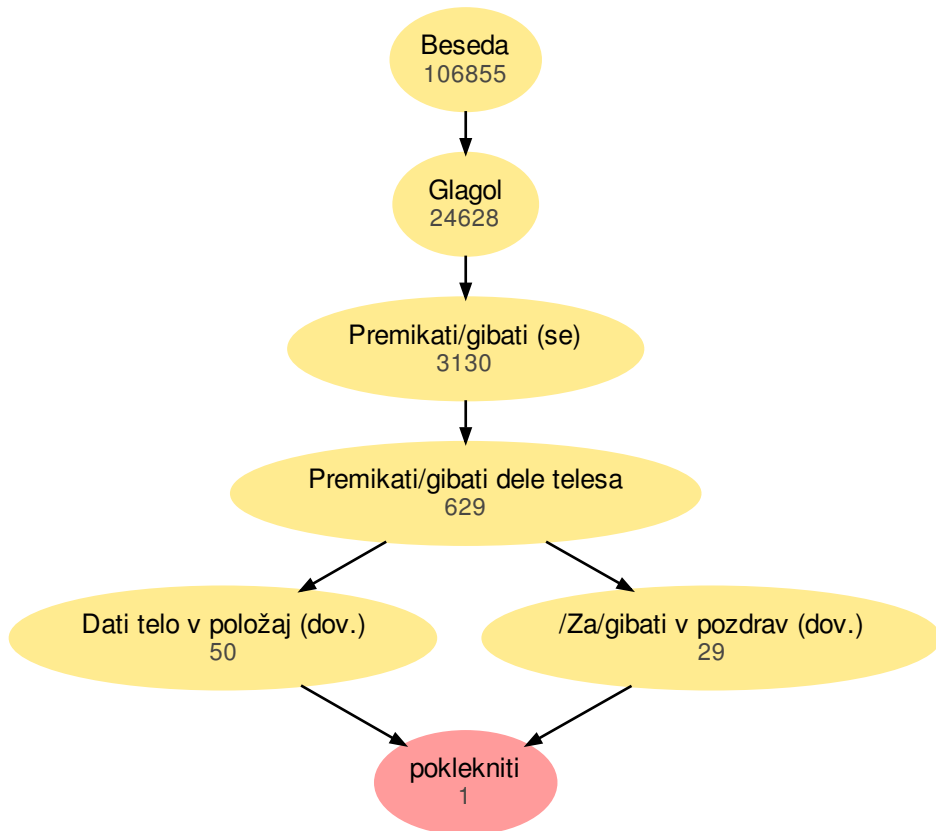 Beseda
106855
Glagol
24628
Premikati/gibati (se)
3130
Premikati/gibati dele telesa
629
Dati telo v položaj (dov.)
50
/Za/gibati v pozdrav (dov.)
29
poklekniti
1